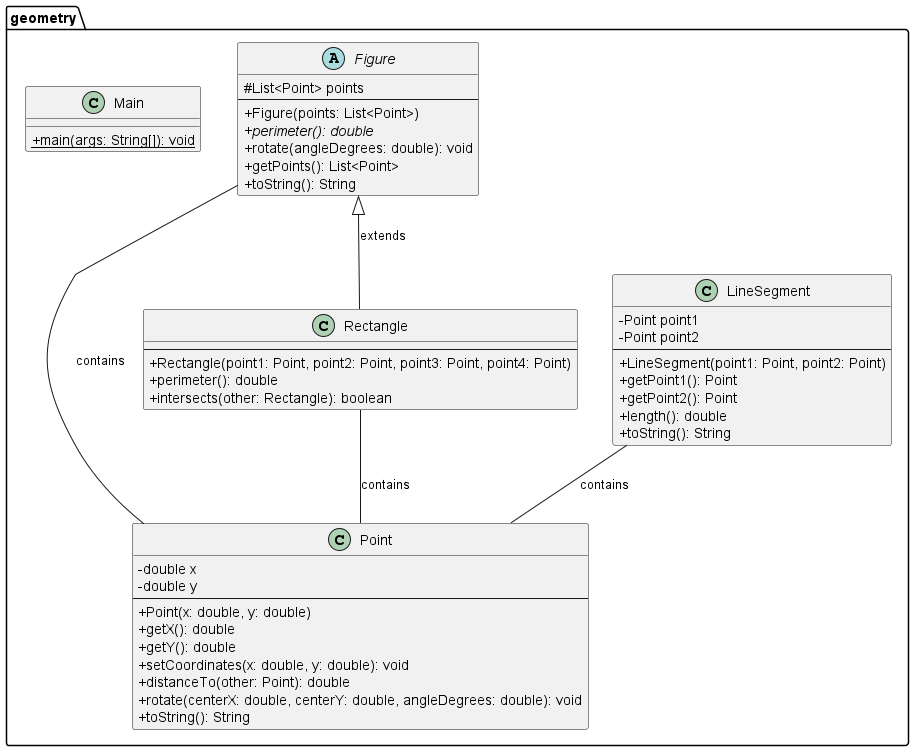 geometry
C Main
+main(args: String[]): void
A Figure
#List<Point> points
+Figure(points: List<Point>)
+perimeter(): double
+rotate(angleDegrees: double): void
+getPoints(): List<Point>
+toString(): String
extends
contains
C Rectangle
+Rectangle(point1: Point, point2: Point, point3: Point, point4: Point)
+perimeter(): double
+intersects(other: Rectangle): boolean
C LineSegment
-Point point1
-Point point2
+LineSegment(point1: Point, point2: Point)
+getPoint1(): Point
+getPoint2(): Point
+length(): double
+toString(): String
contains
contains
C Point
-double x
-double y
+Point(x: double, y: double)
+getX(): double
+getY(): double
+setCoordinates(x: double, y: double): void
+distanceTo(other: Point): double
+rotate(centerX: double, centerY: double, angleDegrees: double): void
+toString(): String